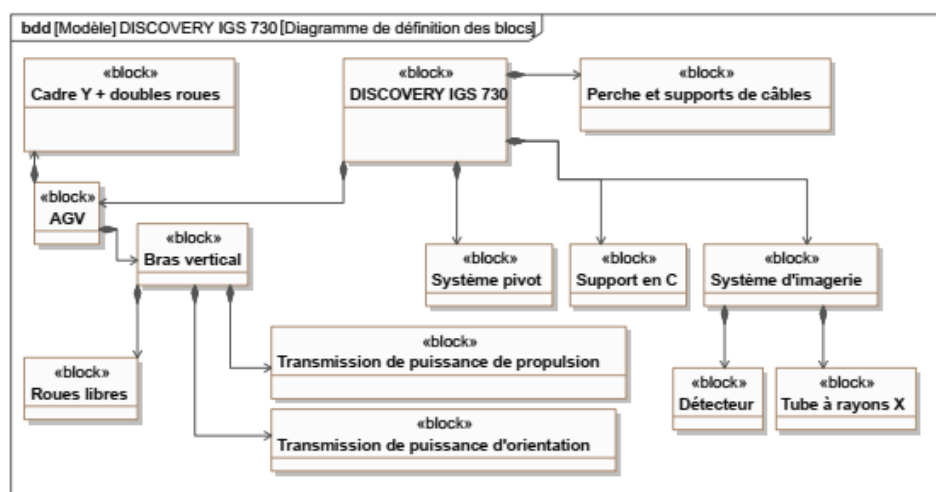 bdd [Modèle] DISCOVERY IGS 730 [Diagramme de définition des blocs]
«block»
Cadre Y + doubles roues
«block»
DISCOVERY IGS 730
«block»
Perche et supports de câbles
«block»
AGV
«block»
Bras vertical
«block»
Système pivot
«block»
Support en C
«block»
Système d'imagerie
«block»
Roues libres
«block»
Transmission de puissance de propulsion
«block»
Transmission de puissance d'orientation
«block»
Détecteur
«block»
Tube à rayons X